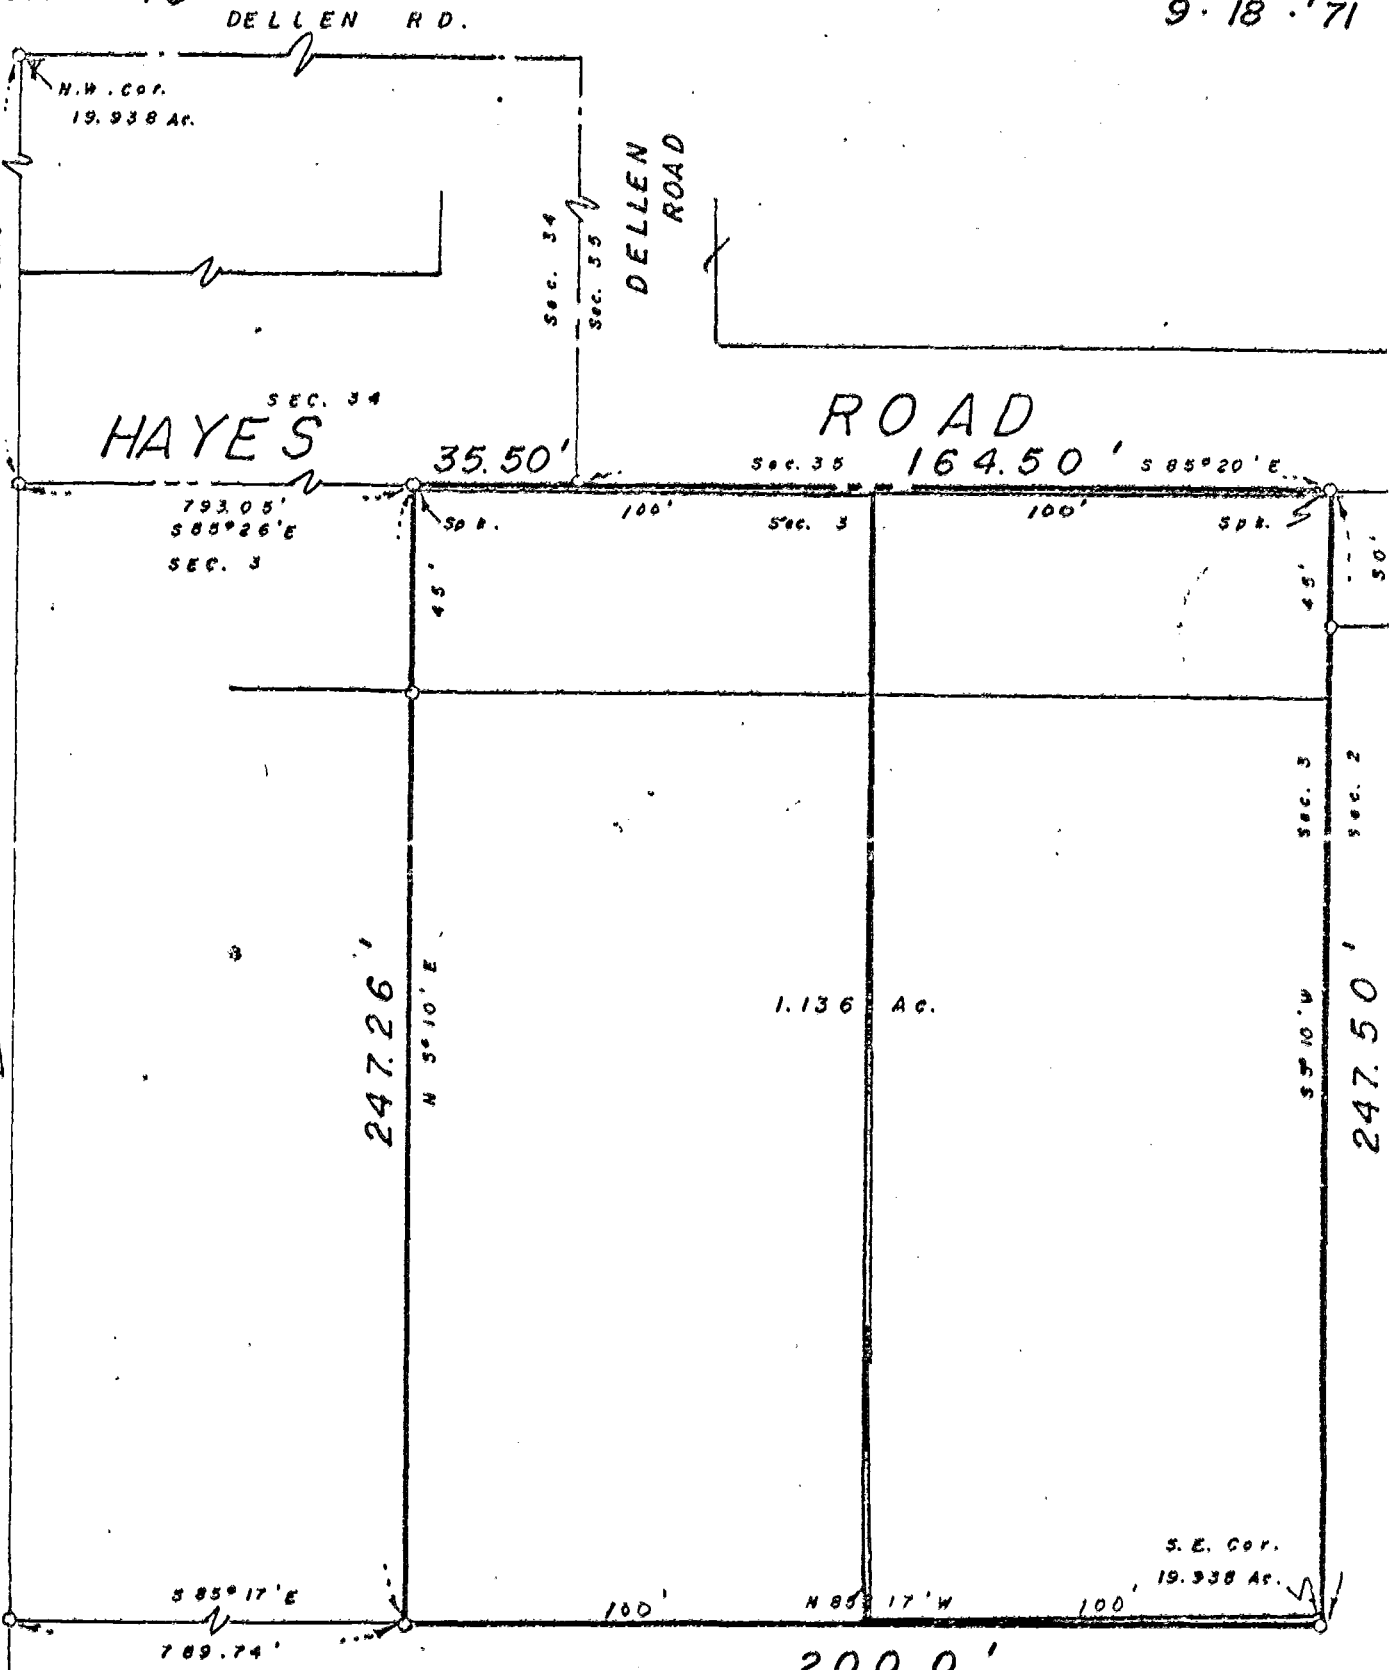 DELLEN RD.
9·18·'71
N.W. Cor.
19.938 Ac.
DELLEN
ROAD
Sec. 34
Sec. 35
SEC. 34
HAYES
ROAD
35.50'
Sec. 35
164.50'
S 85°20'E
793.05'
S 85°26'E
SEC. 3
Spk.
100'
Sec. 3
100'
Spk.
45'
45'
30'
Sec. 3
Sec. 2
247.26'
N 5°10'E
1.136 Ac.
S 5°10'W
247.50'
S.E. Cor.
19.938 Ac.
S 85°17'E
789.74'
100'
N 85 17'W
100'
200.0'